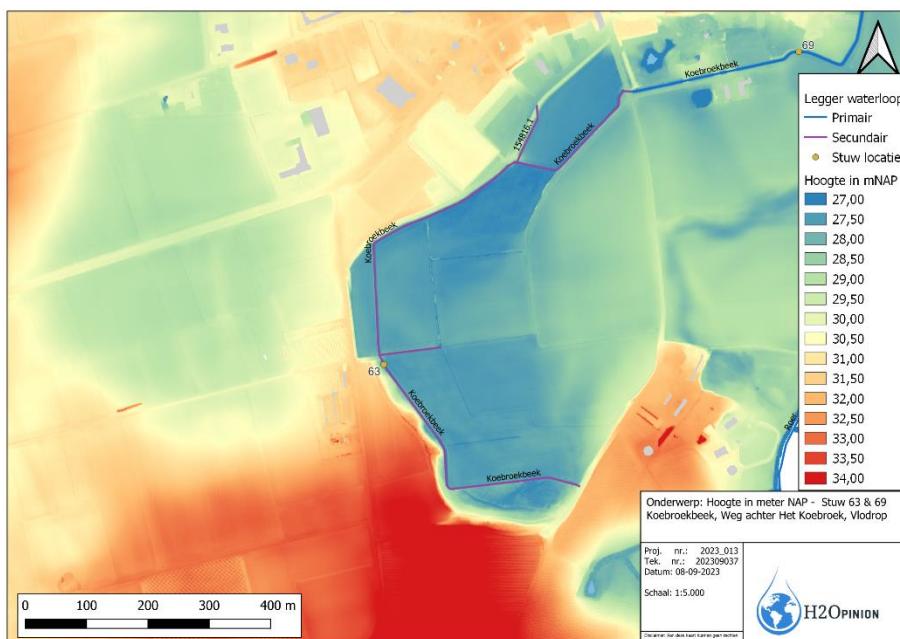 69
Koebroekbeek
154816.1
Koebroekbeek
Koebroekbeek
63
Koebroekbeek
Koebroekbeek
Roer
Legger waterloop
Primair
Secundair
Stuw locatie
Hoogte in mNAP
27,00
27,50
28,00
28,50
29,00
29,50
30,00
30,50
31,00
31,50
32,00
32,50
33,00
33,50
34,00
0 100 200 300 400 m
Onderwerp: Hoogte in meter NAP - Stuw 63 & 69
Koebroekbeek, Weg achter Het Koebroek, Vlodrop
Proj. nr.: 2023_013
Tek. nr.: 202309037
Datum: 08-09-2023
Schaal: 1:5.000
H2OPINION